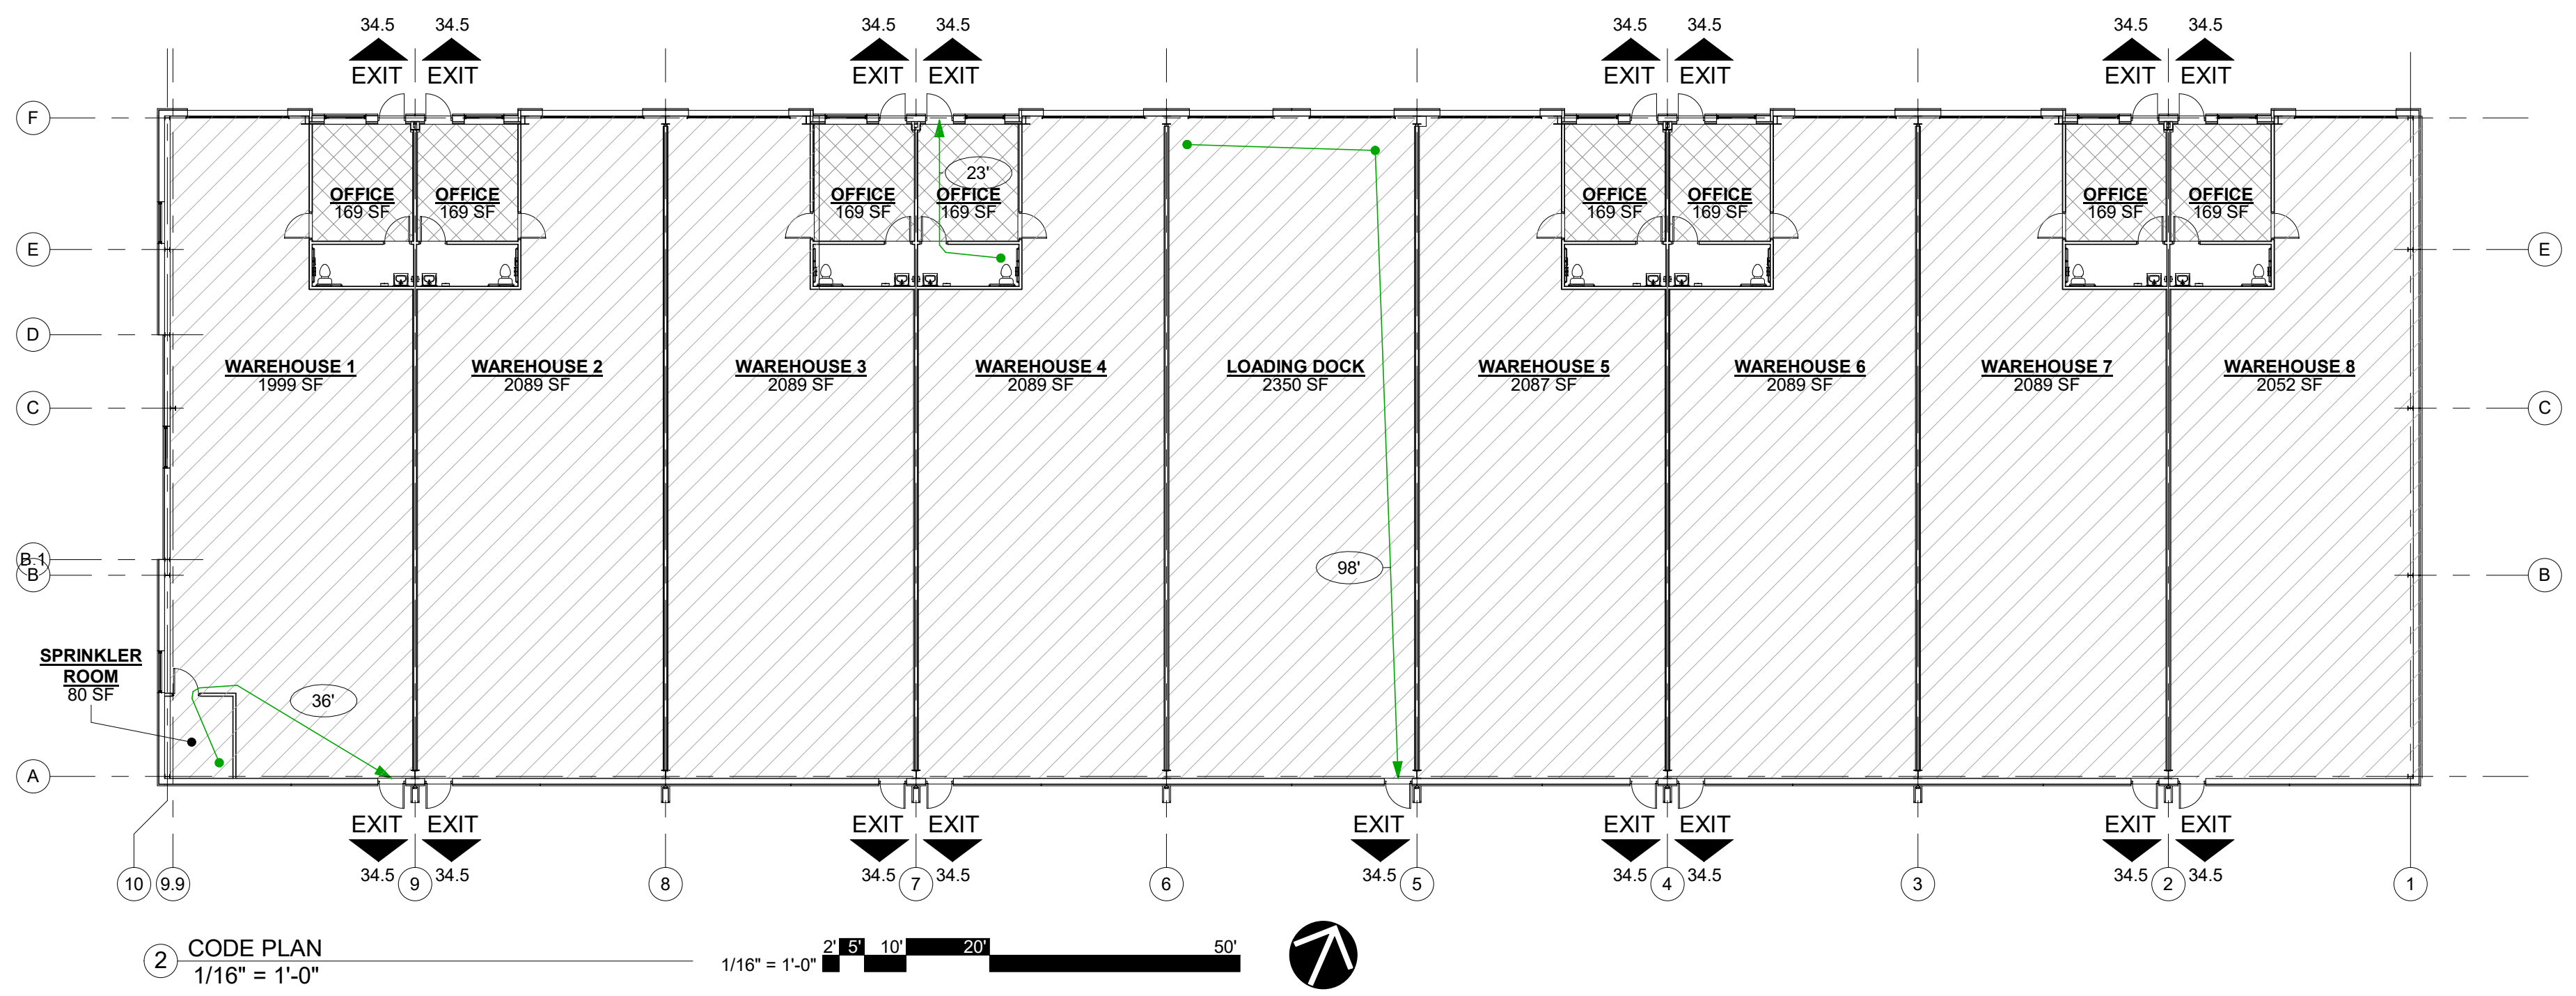 34.5 34.5 34.5 34.5 34.5 34.5 34.5 34.5
EXIT EXIT EXIT EXIT EXIT EXIT EXIT EXIT
F
23'
OFFICE OFFICE OFFICE OFFICE OFFICE OFFICE OFFICE OFFICE
169 SF 169 SF 169 SF 169 SF 169 SF 169 SF 169 SF 169 SF
E E
D
WAREHOUSE 1 WAREHOUSE 2 WAREHOUSE 3 WAREHOUSE 4 LOADING DOCK WAREHOUSE 5 WAREHOUSE 6 WAREHOUSE 7 WAREHOUSE 8
1999 SF 2089 SF 2089 SF 2089 SF 2350 SF 2087 SF 2089 SF 2089 SF 2052 SF
C C
B.1
98'
B B
SPRINKLER
ROOM
80 SF
36'
A
EXIT EXIT EXIT EXIT EXIT EXIT EXIT EXIT EXIT
34.5 34.5 34.5 34.5 34.5 34.5 34.5 34.5 34.5
10 9.9 9 8 7 6 5 4 3 2 1
2 CODE PLAN
1/16" = 1'-0"
2' 5' 10' 20' 50'
1/16" = 1'-0"